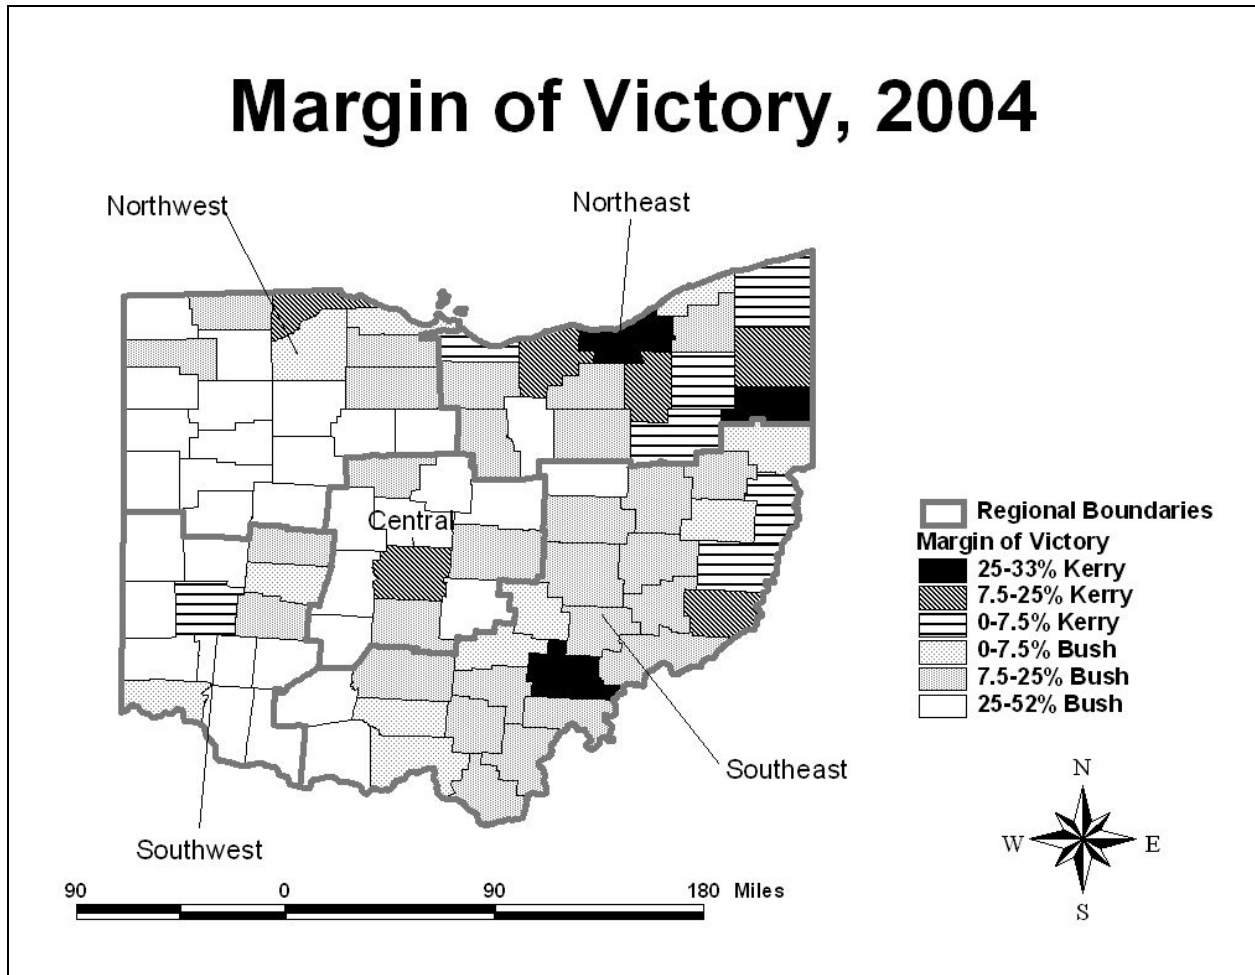 Margin of Victory, 2004
Northwest
Northeast
Central
Southeast
Southwest
Regional Boundaries
Margin of Victory
25-33% Kerry
7.5-25% Kerry
0-7.5% Kerry
0-7.5% Bush
7.5-25% Bush
25-52% Bush
N
W E
S
90 0 90 180 Miles